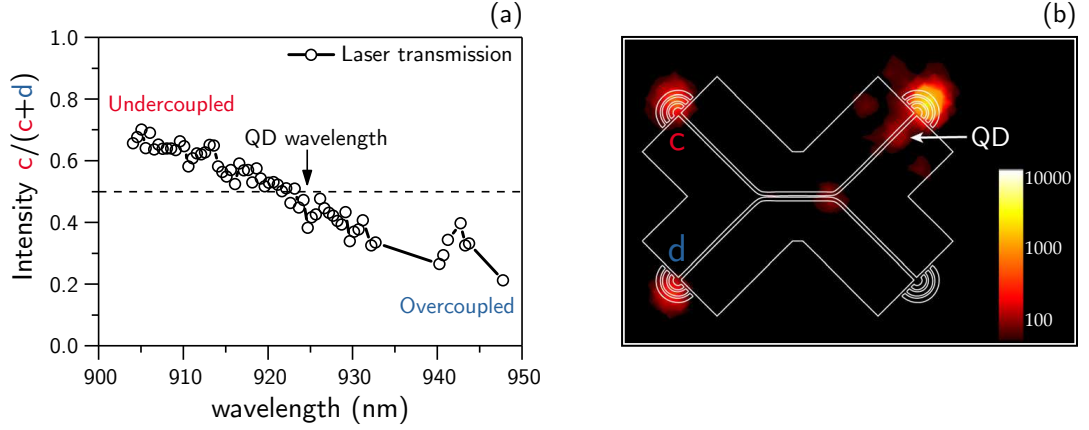 (a)
1.0
0.8
0.6
0.4
0.2
0.0
Intensity c/(c+d)
Laser transmission
Undercoupled
QD wavelength
Overcoupled
900
910
920
930
940
950
wavelength (nm)
(b)
c
QD
d
10000
1000
100